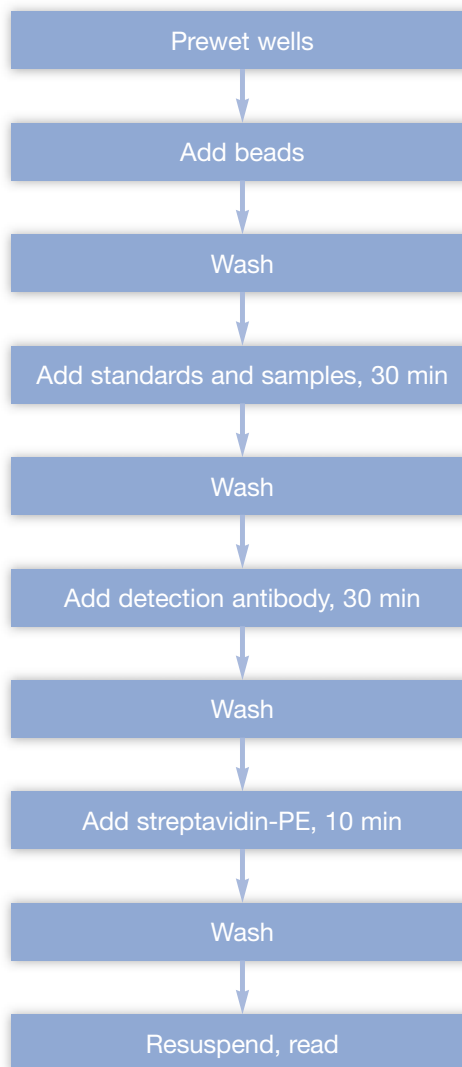 Prewet wells
Add beads
Wash
Add standards and samples, 30 min
Wash
Add detection antibody, 30 min
Wash
Add streptavidin-PE, 10 min
Wash
Resuspend, read